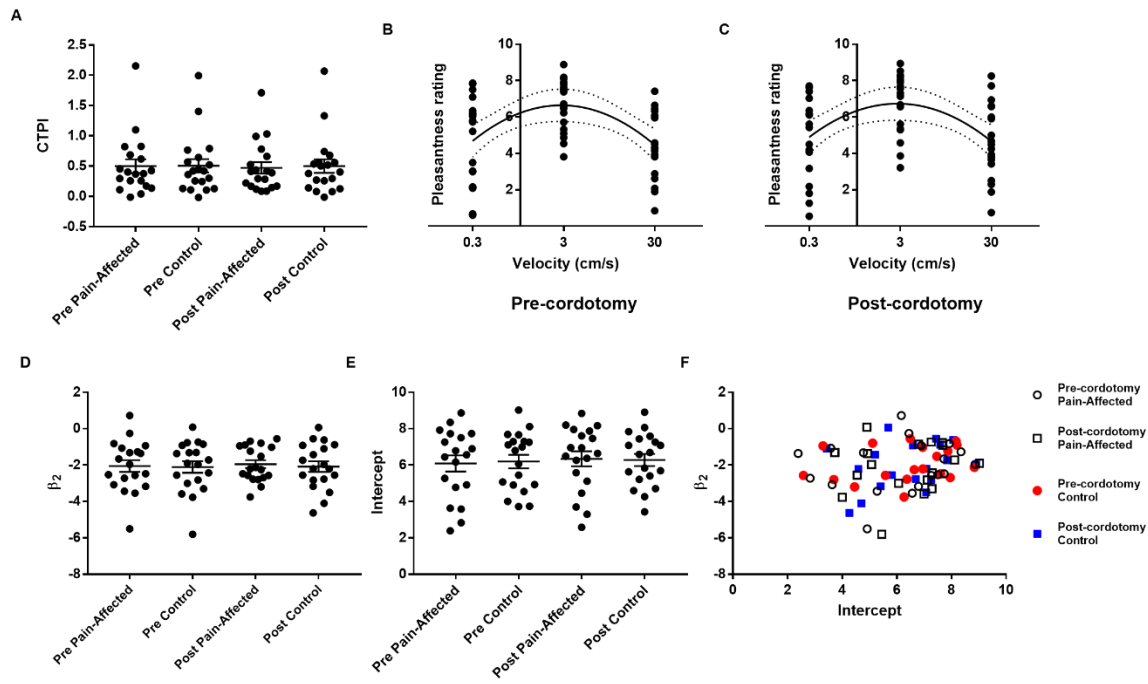 A
CTPI
2.5
2.0
1.5
1.0
0.5
0.0
-0.5
Pre Pain-Affected
Pre Control
Post Pain-Affected
Post Control
B
Pleasantness rating
10
8
6
4
2
0.3
3
30
Velocity (cm/s)
Pre-cordotomy
C
Pleasantness rating
10
8
6
4
2
0.3
3
30
Velocity (cm/s)
Post-cordotomy
D
β2
2
0
-2
-4
-6
-8
Pre Pain-Affected
Pre Control
Post Pain-Affected
Post Control
E
Intercept
10
8
6
4
2
0
Pre Pain-Affected
Pre Control
Post Pain-Affected
Post Control
F
β2
2
0
-2
-4
-6
-8
0
2
4
6
8
10
Intercept
Pre-cordotomy
Pain-Affected
Post-cordotomy
Pain-Affected
Pre-cordotomy
Control
Post-cordotomy
Control